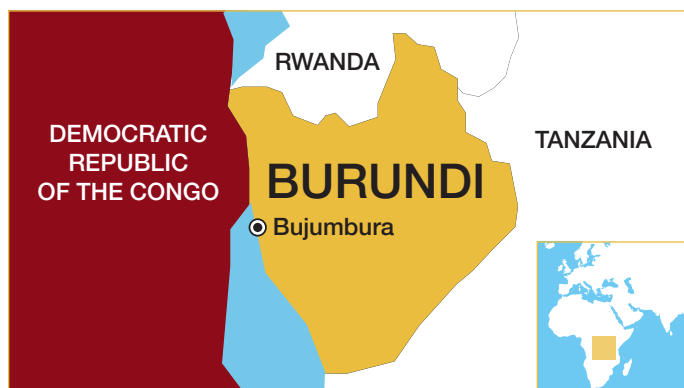 RWANDA
DEMOCRATIC
REPUBLIC
OF THE CONGO
TANZANIA
BURUNDI
Bujumbura